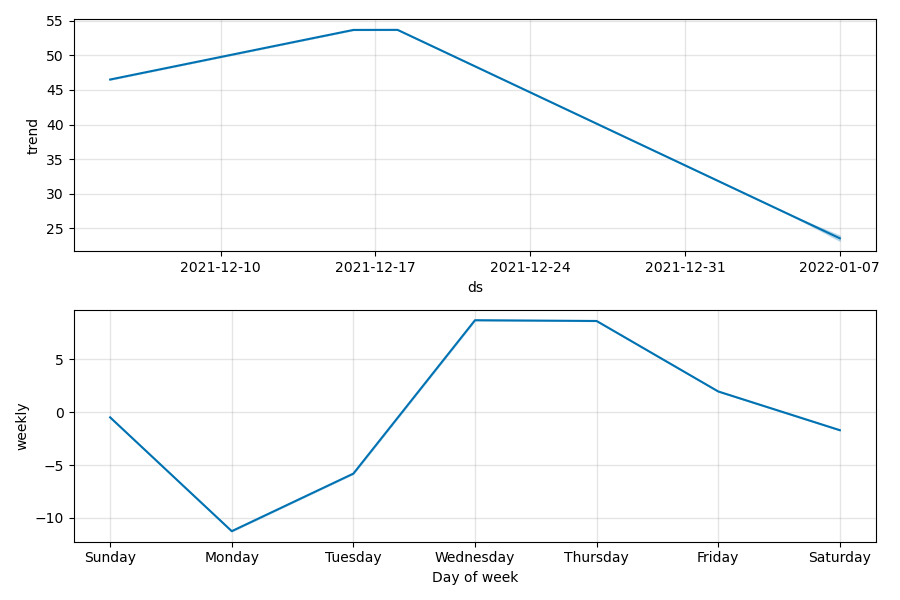 55
50
45
40
35
30
25
trend
2021-12-10 2021-12-17 2021-12-24 2021-12-31 2022-01-07
ds
5
0
−5
−10
weekly
Sunday Monday Tuesday Wednesday Thursday Friday Saturday
Day of week